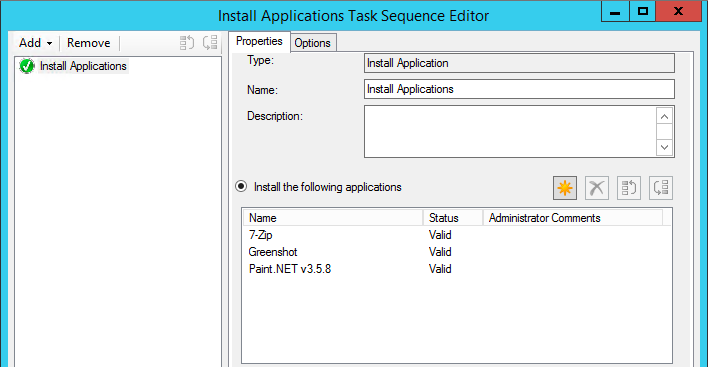 Install Applications Task Sequence Editor
Add Remove
Install Applications
Properties Options
Type: Install Application
Name: Install Applications
Description:
Install the following applications
Name Status Administrator Comments
7-Zip Valid
Greenshot Valid
Paint.NET v3.5.8 Valid